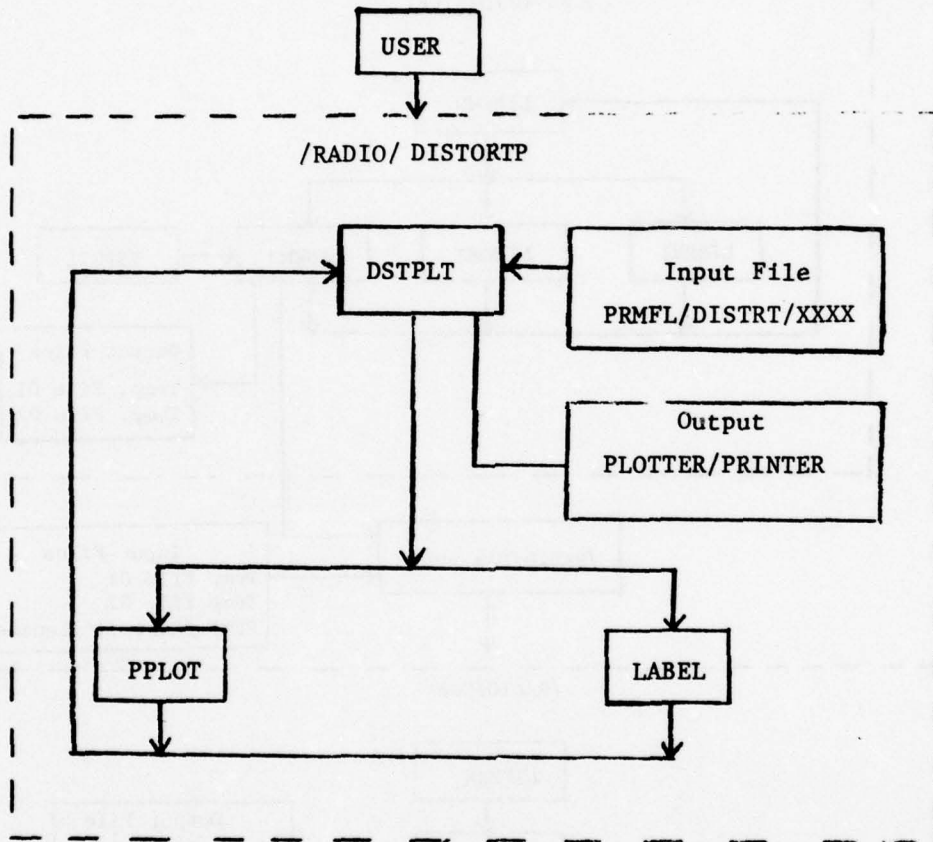 USER
/RADIO/ DISTORTP
DSTPLT
Input File
PRMFL/DISTRT/XXXX
Output
PLOTTER/PRINTER
PPLOT
LABEL